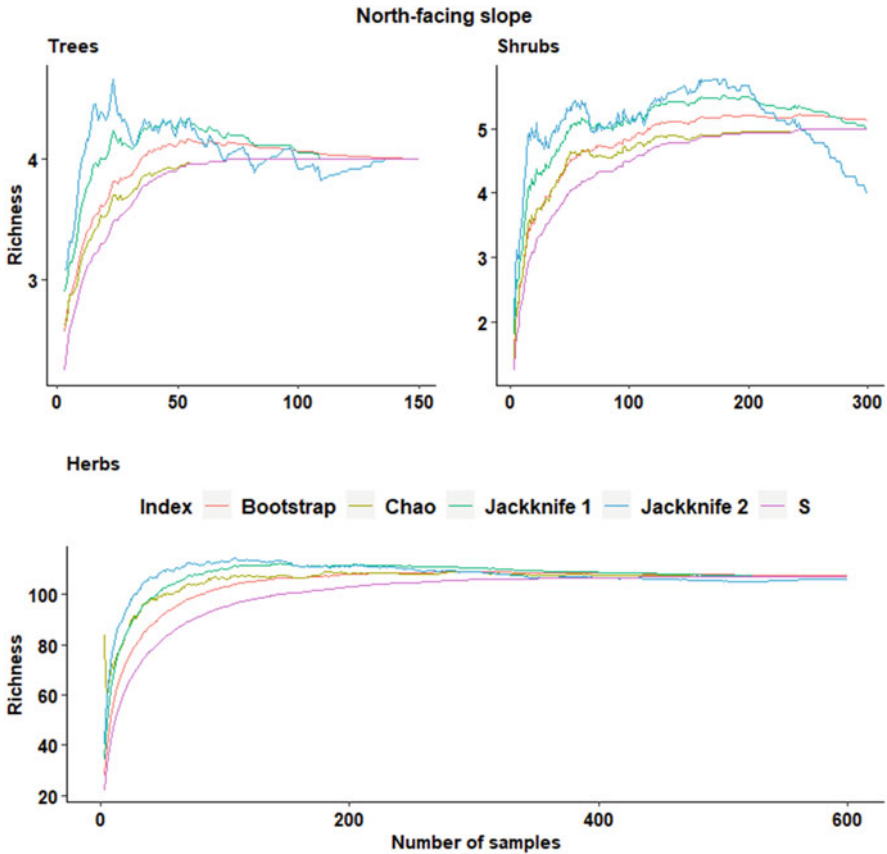 North-facing slope
Trees
Shrubs
Richness
4
3
0
50
100
150
5
4
3
2
0
100
200
300
Herbs
Index Bootstrap Chao Jackknife 1 Jackknife 2 S
Richness
100
80
60
40
20
0
200
400
600
Number of samples